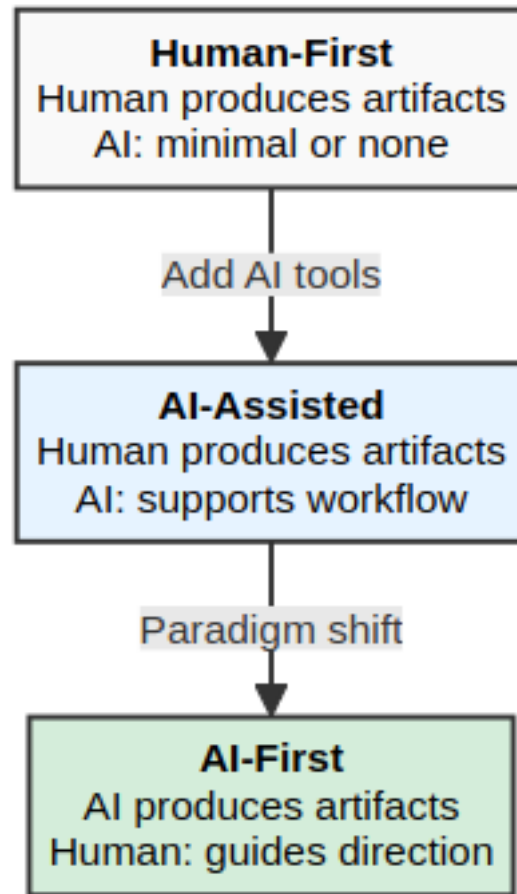 Human-First
Human produces artifacts
AI: minimal or none
Add AI tools
AI-Assisted
Human produces artifacts
AI: supports workflow
Paradigm shift
AI-First
AI produces artifacts
Human: guides direction